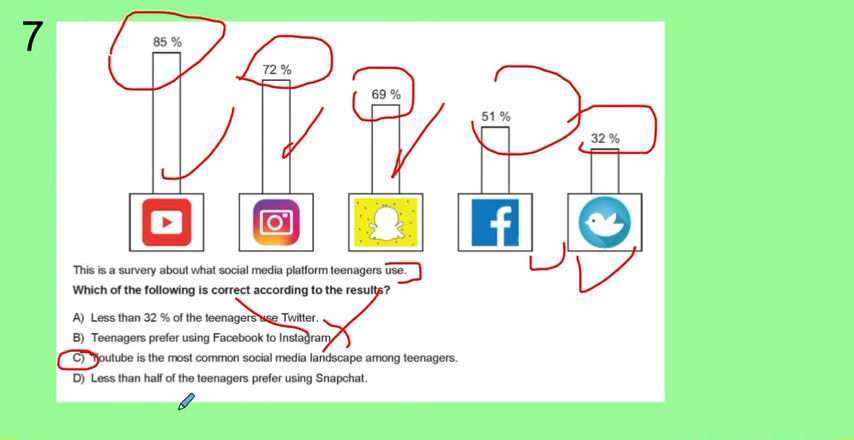 7
85 %
72 %
69 %
51 %
32 %
This is a survery about what social media platform teenagers use.
Which of the following is correct according to the results?
A) Less than 32 % of the teenagers use Twitter.
B) Teenagers prefer using Facebook to Instagram.
C) Youtube is the most common social media landscape among teenagers.
D) Less than half of the teenagers prefer using Snapchat.